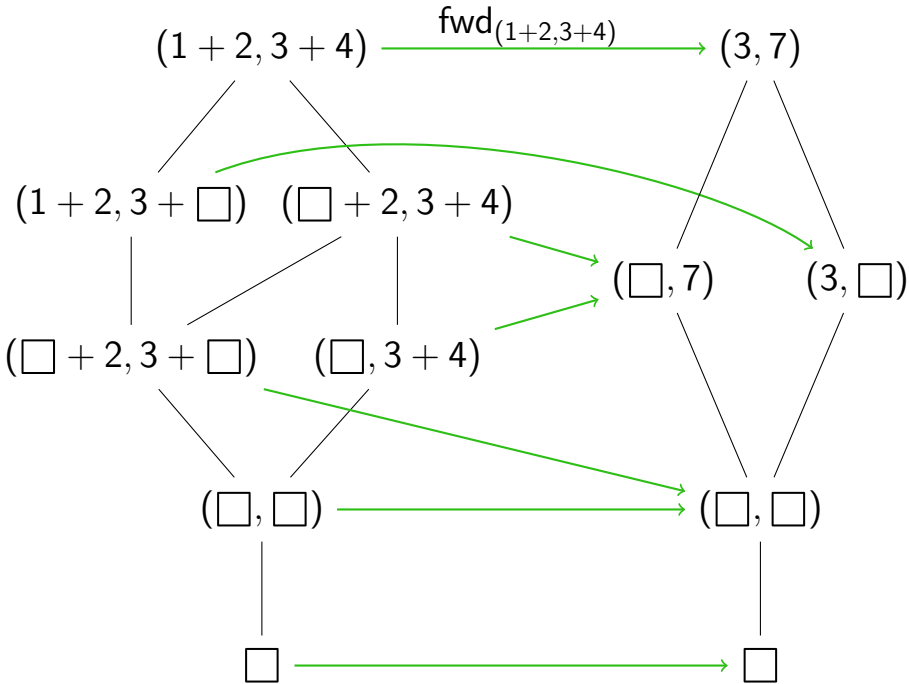 fwd(1+2,3+4)
(1 + 2, 3 + 4) (3, 7)
(1 + 2, 3 + □) (□ + 2, 3 + 4)
(□, 7) (3, □)
(□ + 2, 3 + □) (□, 3 + 4)
(□, □) (□, □)
□ □